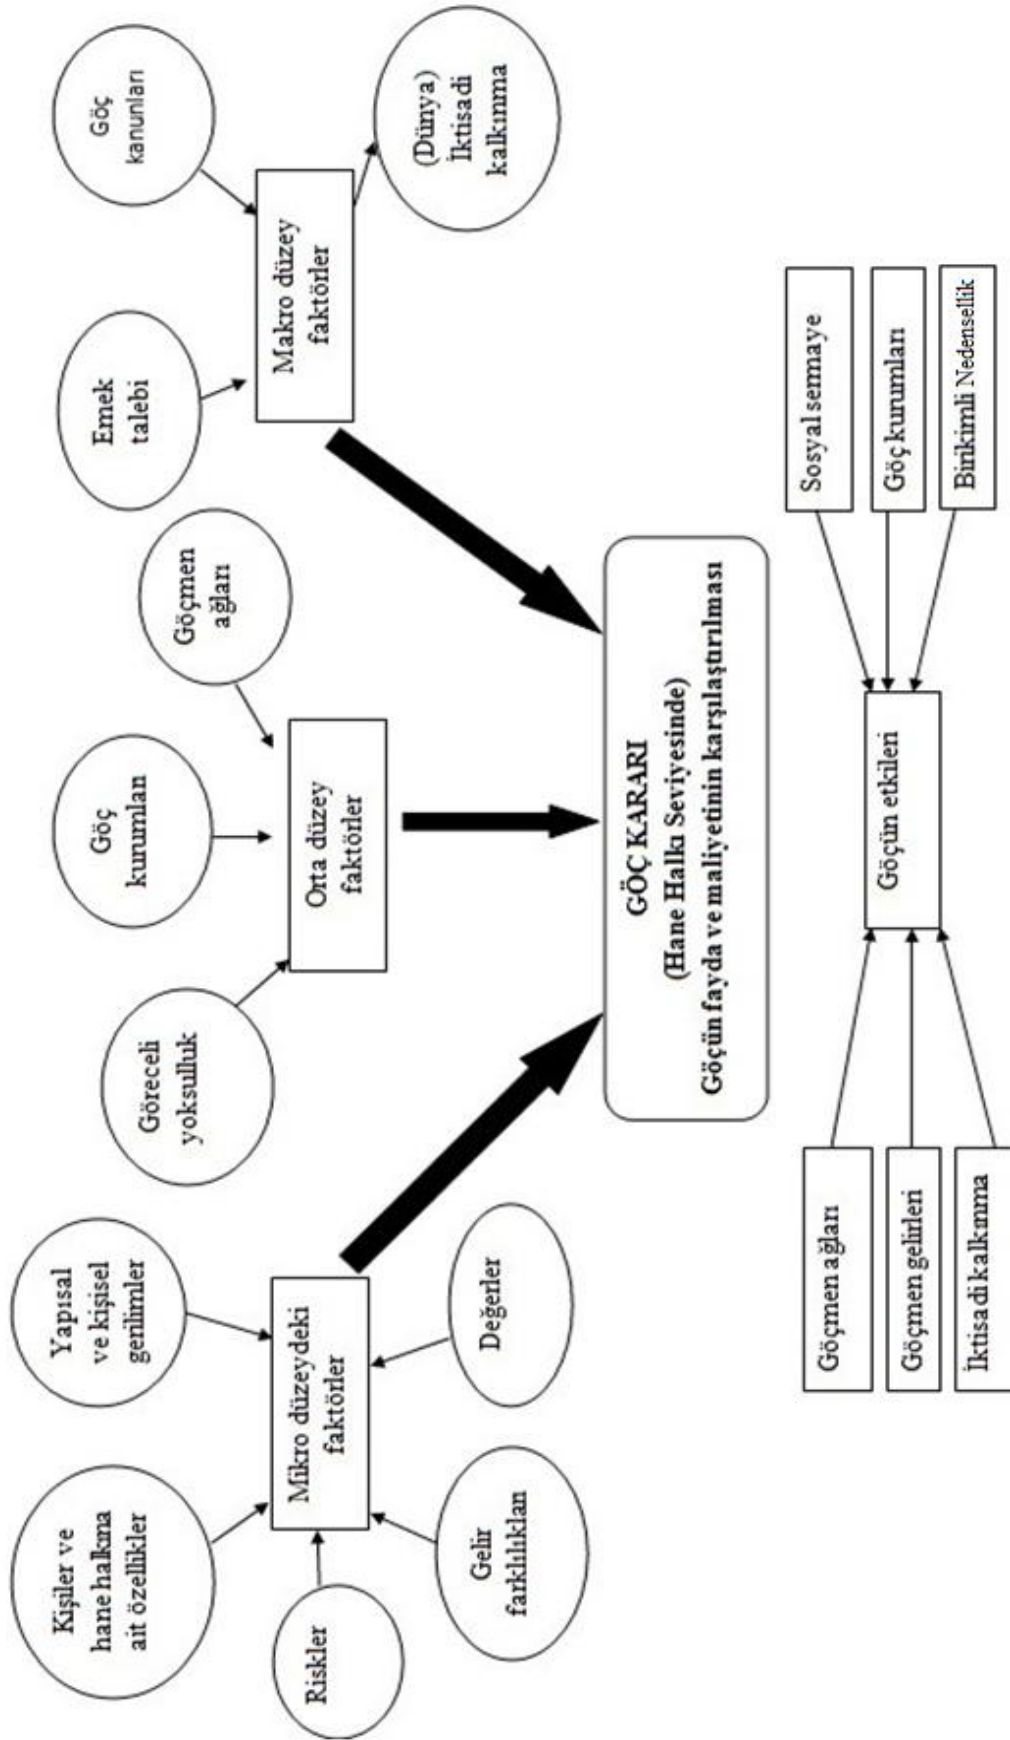 Kişiler ve
hane halkına
ait özellikler
Yapısal
ve kişisel
gerilimler
Riskler
Mikro düzeydeki
faktörler
Gelir
farklılıklan
Değerler
Göreceli
yoksulluk
Göç
kurumlan
Göçmen
ağları
Orta düzey
faktörler
Emek
talebi
Göç
kanunları
Makro düzey
faktörler
(Dünya)
İktisadi
kalkınma
GÖÇ KARARI
(Hane Halkı Seviyesinde)
Göçün fayda ve maliyetinin karşılaştırılması
Göçmen ağları
Göçmen gelirleri
İktisadi kalkınma
Göçün etkileri
Sosyal sermaye
Göç kurumları
Birikimli Nedensellik